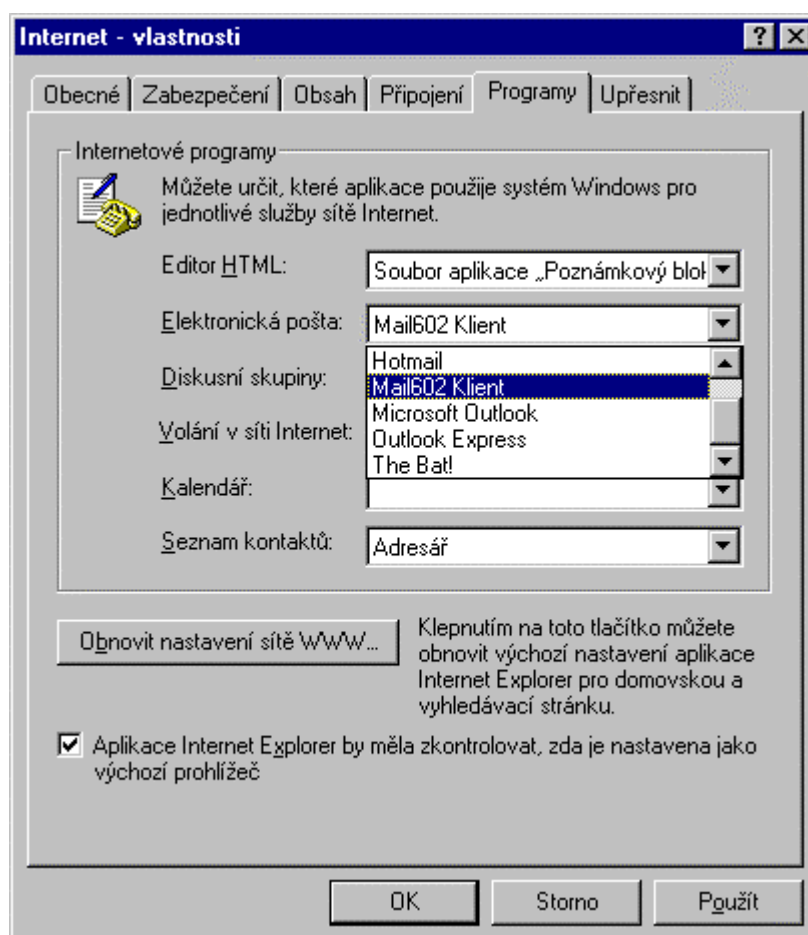 Internet - vlastnosti
Obecné Zabezpečení Obsah Připojení Programy Upřesnit
Internetové programy
Můžete určit, které aplikace použije systém Windows pro
jednotlivé služby sítě Internet.
Editor HTML: Soubor aplikace „Poznámkový blok
Elektronická pošta: Mail602 Klient
Hotmail
Diskusní skupiny: Mail602 Klient
Microsoft Outlook
Volání v síti Internet: Outlook Express
The Bat!
Kalendář:
Seznam kontaktů: Adresář
Obnovit nastavení sítě WWW...
Klepnutím na toto tlačítko můžete
obnovit výchozí nastavení aplikace
Internet Explorer pro domovskou a
vyhledávací stránku.
Aplikace Internet Explorer by měla zkontrolovat, zda je nastavena jako
výchozí prohlížeč
OK Storno Použít